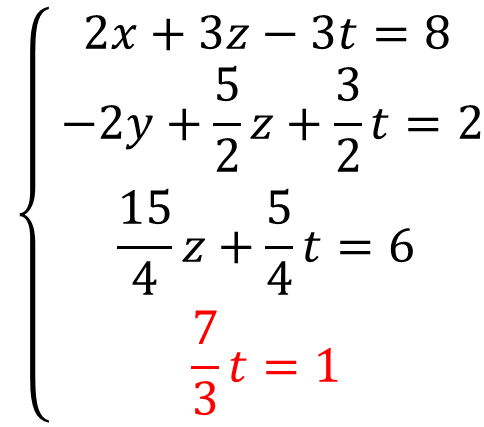 2x + 3z − 3t = 8
−2y + 5/2 z + 3/2 t = 2
15/4 z + 5/4 t = 6
7/3 t = 1